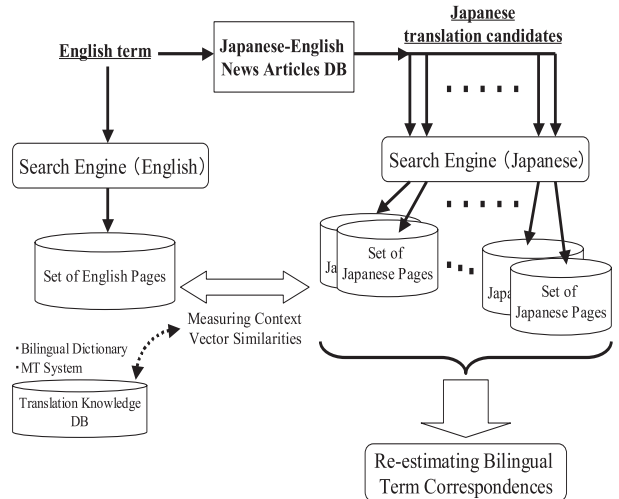 English term
Japanese-English
News Articles DB
Japanese
translation candidates
Search Engine (English)
Search Engine (Japanese)
Set of English Pages
Set of
Japanese Pages
Set of
Japanese Pages
Measuring Context
Vector Similarities
・Bilingual Dictionary
・MT System
Translation Knowledge
DB
Re-estimating Bilingual
Term Correspondences